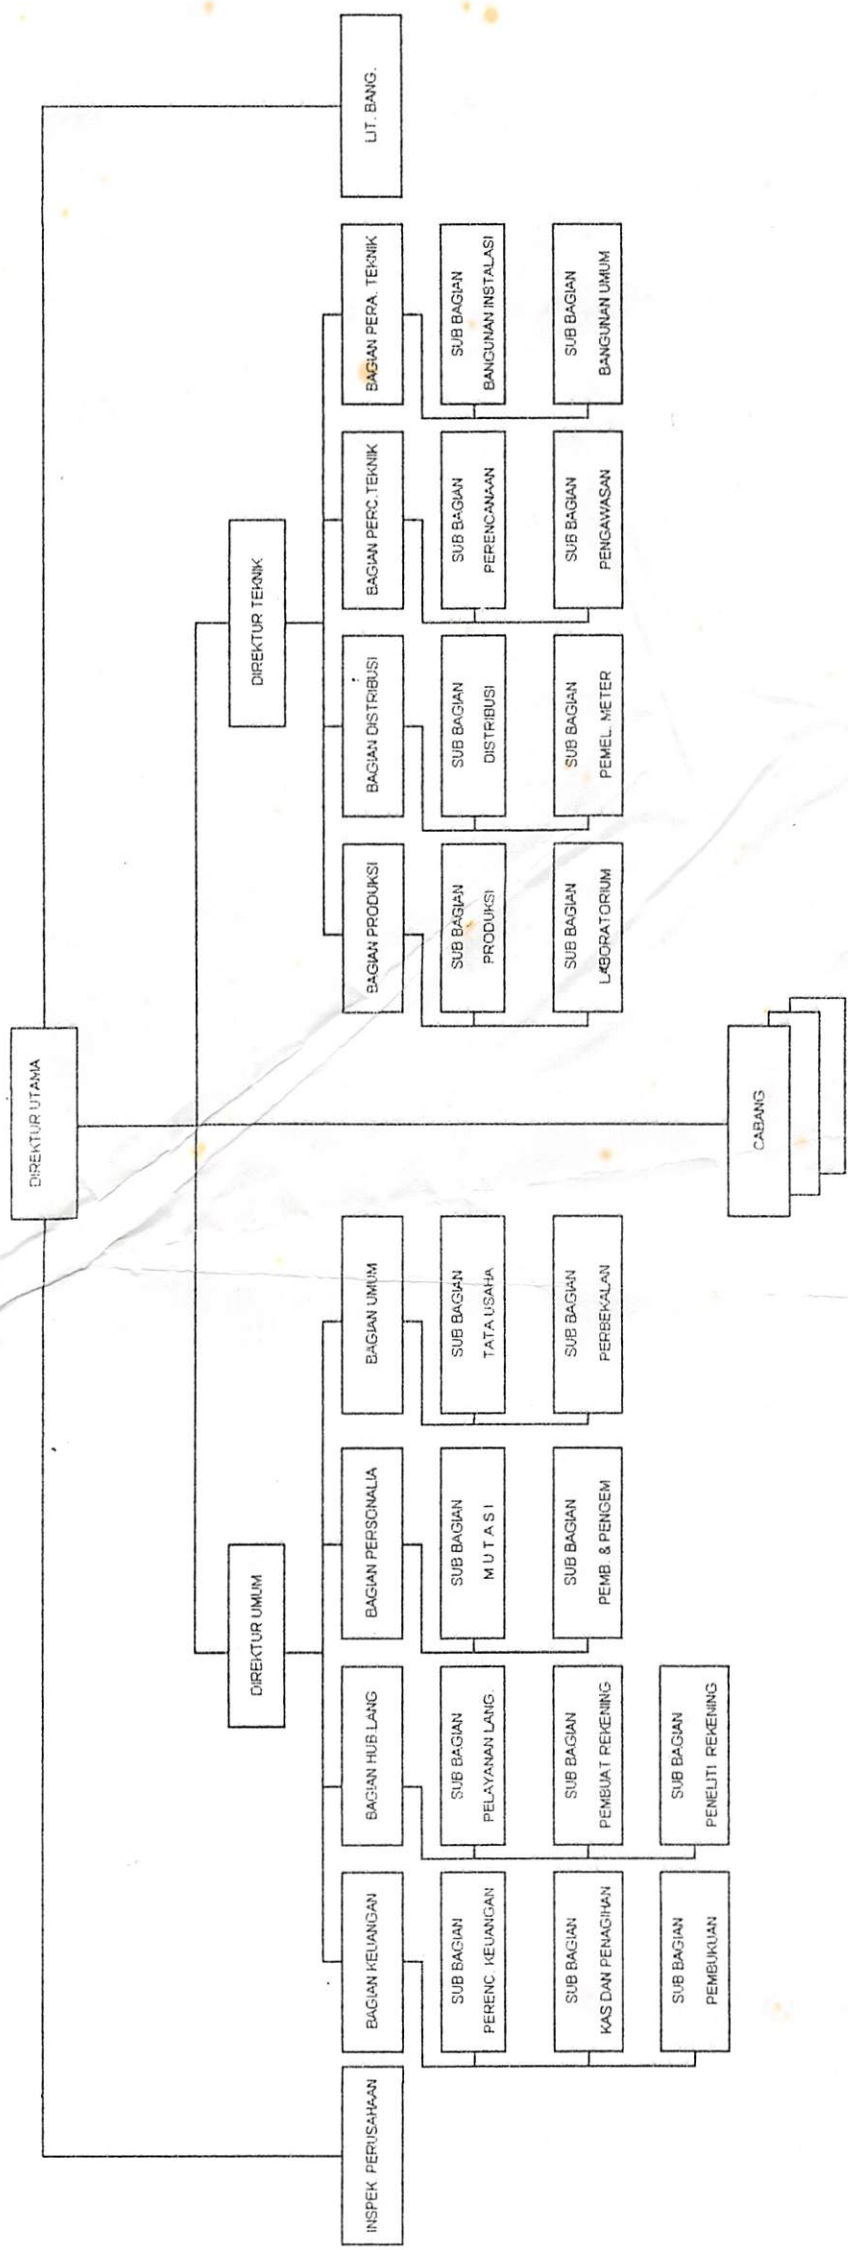 DIREKTUR UTAMA
DIREKTUR UMUM
DIREKTUR TEKNIK
INSPEK PERUSAHAAN
BAGIAN KEUANGAN
BAGIAN HUB.LANG
BAGIAN PERSONALIA
BAGIAN UMUM
BAGIAN PRODUKSI
BAGIAN DISTRIBUSI
BAGIAN PERC.TEKNIK
BAGIAN PERA. TEKNIK
LIT. BANG.
SUB BAGIAN
PERENC. KEUANGAN
SUB BAGIAN
PELAYANAN LANG.
SUB BAGIAN
M U T A S I
SUB BAGIAN
TATA USAHA
SUB BAGIAN
PRODUKSI
SUB BAGIAN
DISTRIBUSI
SUB BAGIAN
PERENCANAAN
SUB BAGIAN
BANGUNAN INSTALASI
SUB BAGIAN
KAS DAN PENAGIHAN
SUB BAGIAN
PEMBUAT REKENING
SUB BAGIAN
PEMB. & PENGEM
SUB BAGIAN
PERBEKALAN
SUB BAGIAN
LABORATORIUM
SUB BAGIAN
PEMEL. METER
SUB BAGIAN
PENGAWASAN
SUB BAGIAN
BANGUNAN UMUM
SUB BAGIAN
PEMBUKUAN
SUB BAGIAN
PENELITI REKENING
CABANG